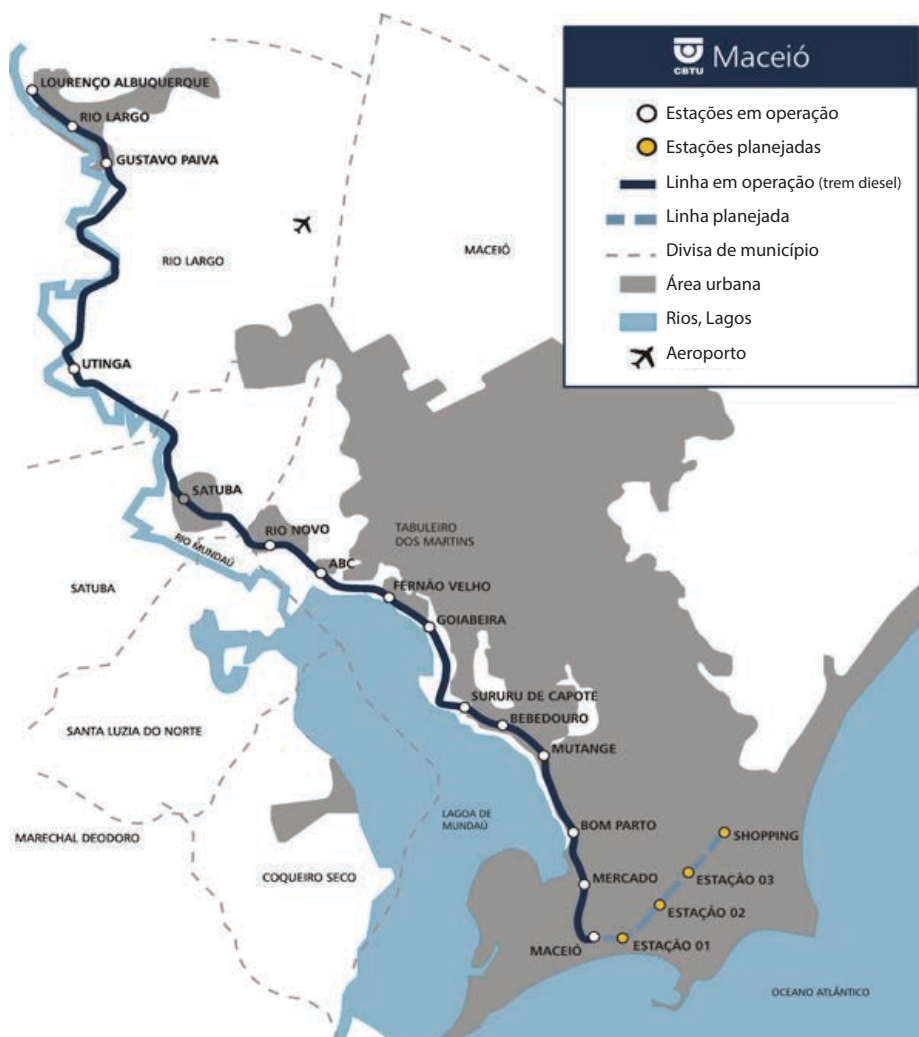 CBTU
Maceió
Estações em operação
Estações planejadas
Linha em operação (trem diesel)
Linha planejada
Divisa de município
Área urbana
Rios, Lagos
Aeroporto
LOURENÇO ALBUQUERQUE
RIO LARGO
GUSTAVO PAIVA
RIO LARGO
MACEIÓ
UTINGA
SATUBA
RIO NOVO
TABULEIRO
DOS MARTINS
RIO MUNDAÚ
ABC
SATUBA
FERNÃO VELHO
GOIABEIRA
SURURU DE CAPOTE
BEBEDOURO
SANTA LUZIA DO NORTE
MUTANGE
LAGOA DE
MUNDAÚ
BOM PARTO
SHOPPING
MARECHAL DEODORO
COQUEIRO SECO
MERCADO
ESTAÇÃO 03
ESTAÇÃO 02
MACEIÓ
ESTAÇÃO 01
OCEANO ATLÂNTICO